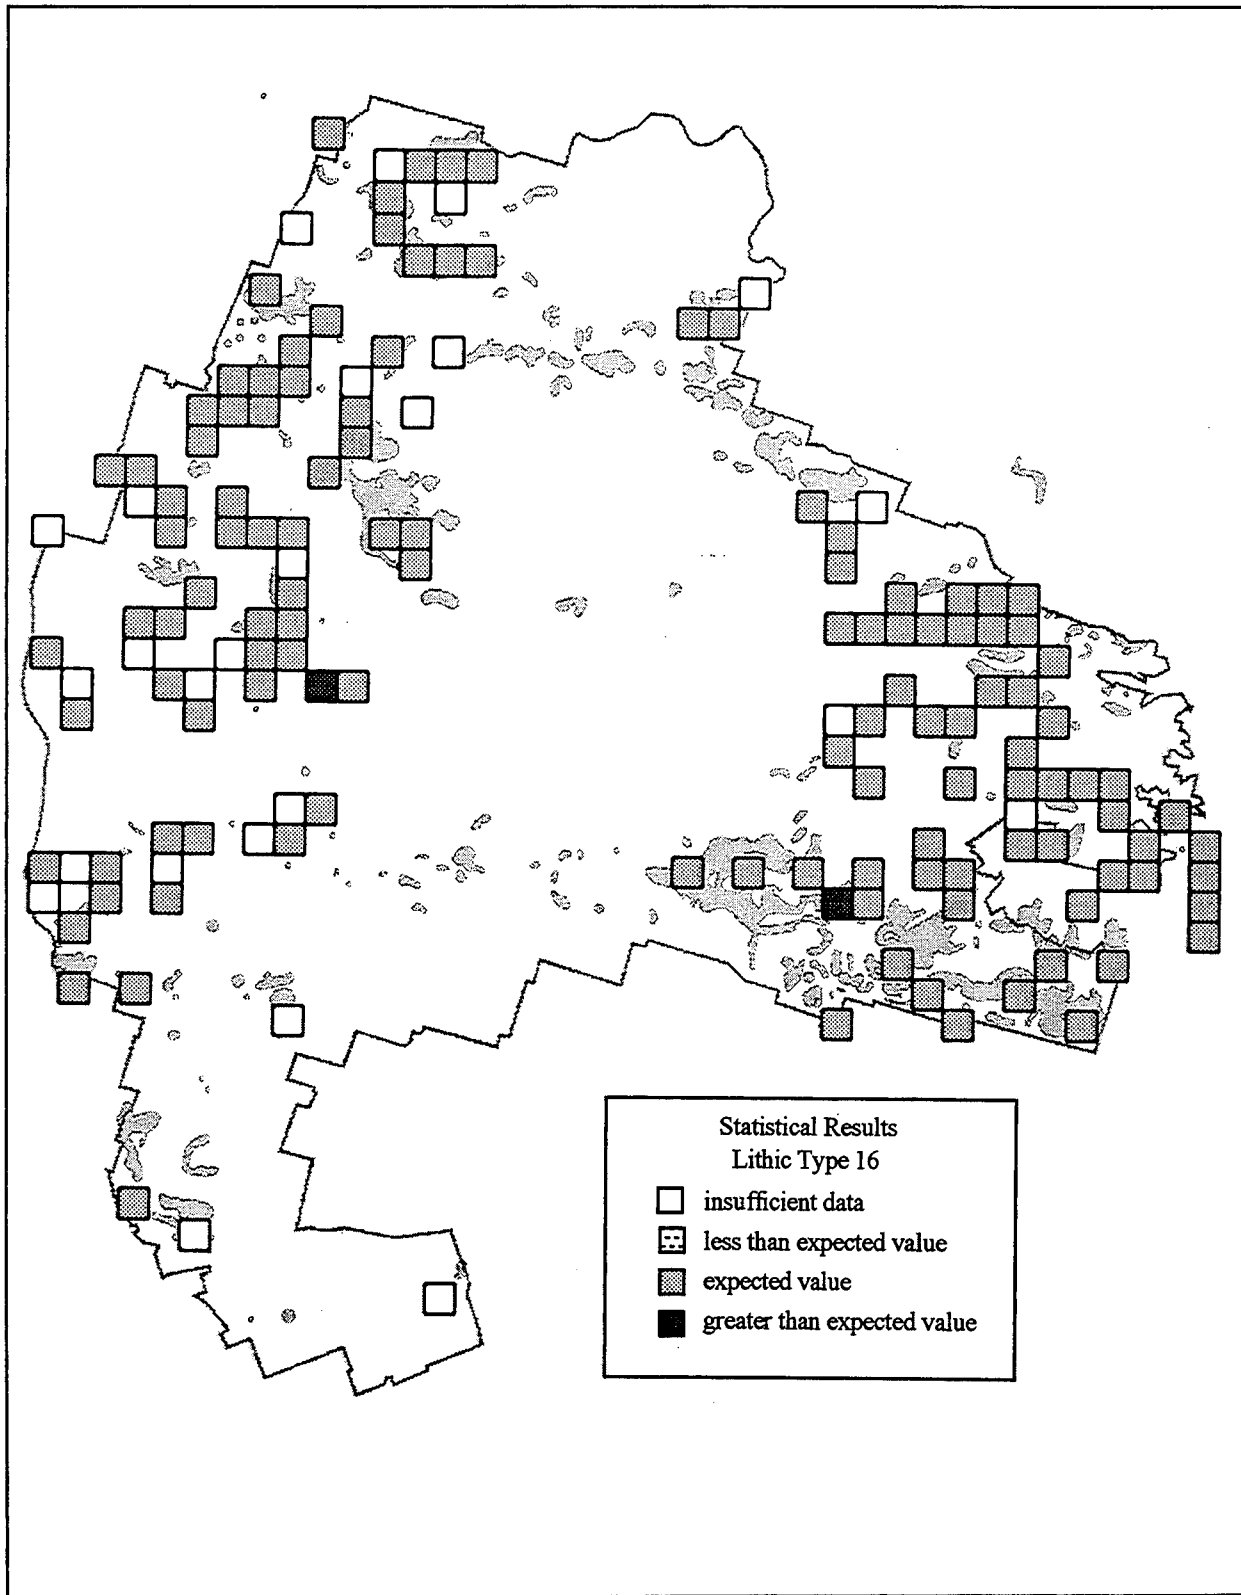 Statistical Results
Lithic Type 16
insufficient data
less than expected value
expected value
greater than expected value